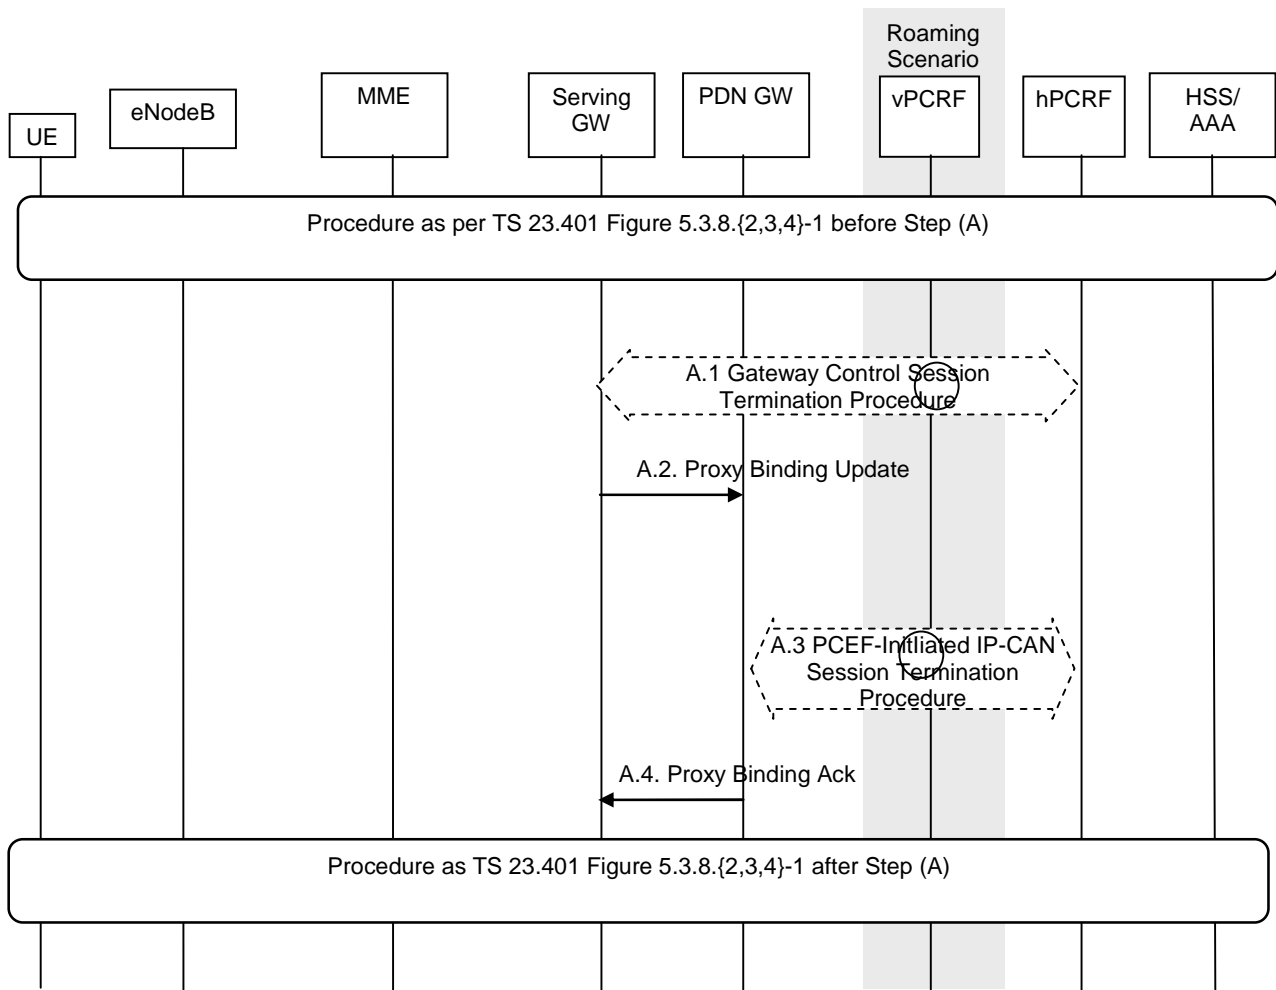 Roaming
Scenario
UE
eNodeB
MME
Serving
GW
PDN GW
vPCRF
hPCRF
HSS/
AAA
Procedure as per TS 23.401 Figure 5.3.8.{2,3,4}-1 before Step (A)
A.1 Gateway Control Session
Termination Procedure
A.2. Proxy Binding Update
A.3 PCEF-Initliated IP-CAN
Session Termination
Procedure
A.4. Proxy Binding Ack
Procedure as TS 23.401 Figure 5.3.8.{2,3,4}-1 after Step (A)